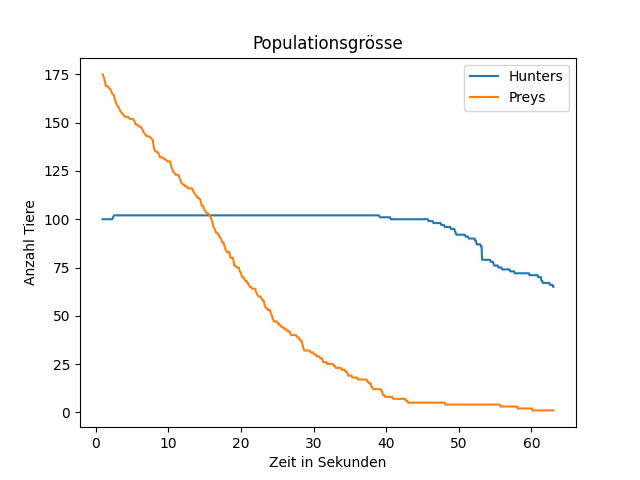 Populationsgrösse
Hunters
Preys
Anzahl Tiere
175
150
125
100
75
50
25
0
0 10 20 30 40 50 60
Zeit in Sekunden